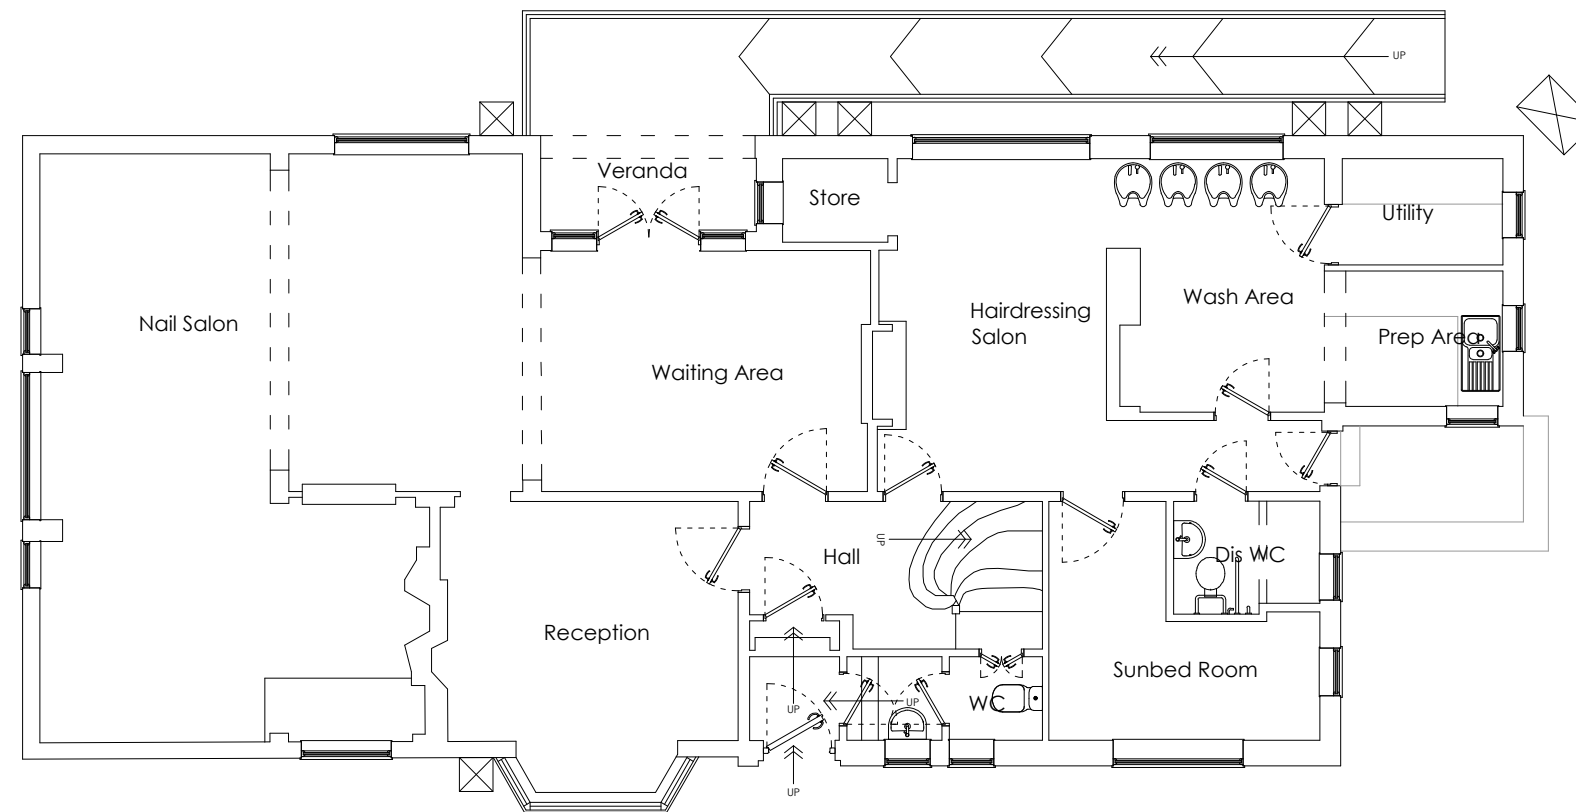 UP
Veranda
Store
Utility
Nail Salon
Wash Area
Hairdressing
Salon
Prep Area
Waiting Area
UP
Hall
Dis WC
Reception
Sunbed Room
UP
UP
WC
UP